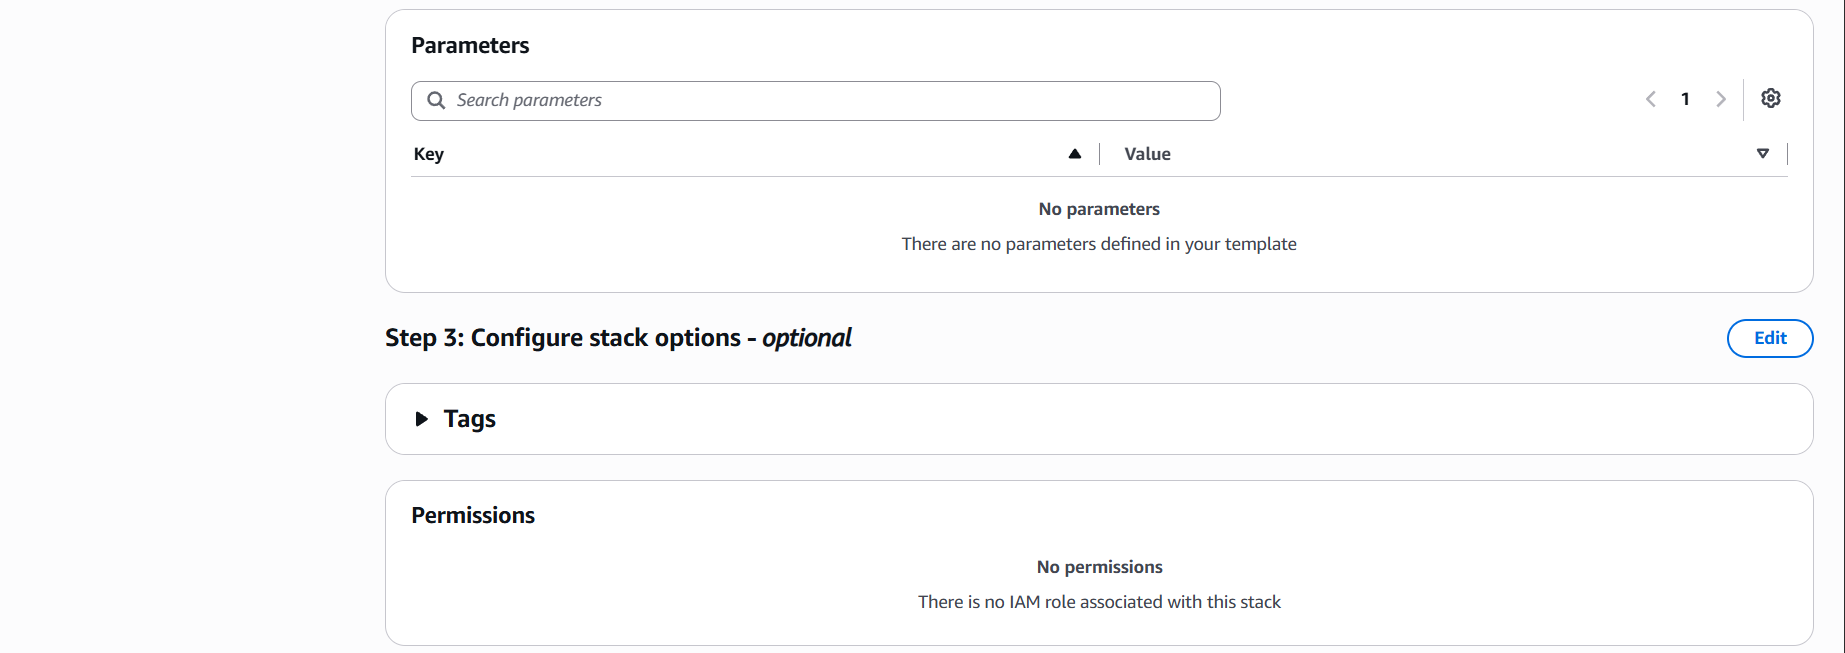 Parameters
Search parameters
1
Key
Value
No parameters
There are no parameters defined in your template
Step 3: Configure stack options - optional
Edit
Tags
Permissions
No permissions
There is no IAM role associated with this stack